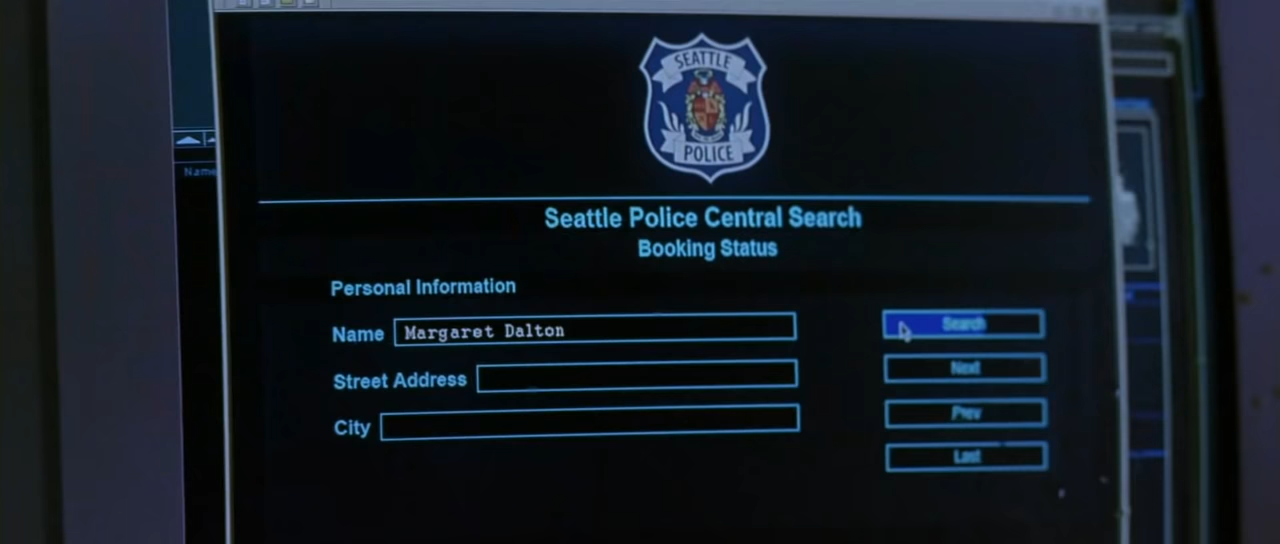 SEATTLE
POLICE
Name
Seattle Police Central Search
Booking Status
Personal Information
Name Margaret Dalton
Search
Street Address
Next
City
Prev
Last